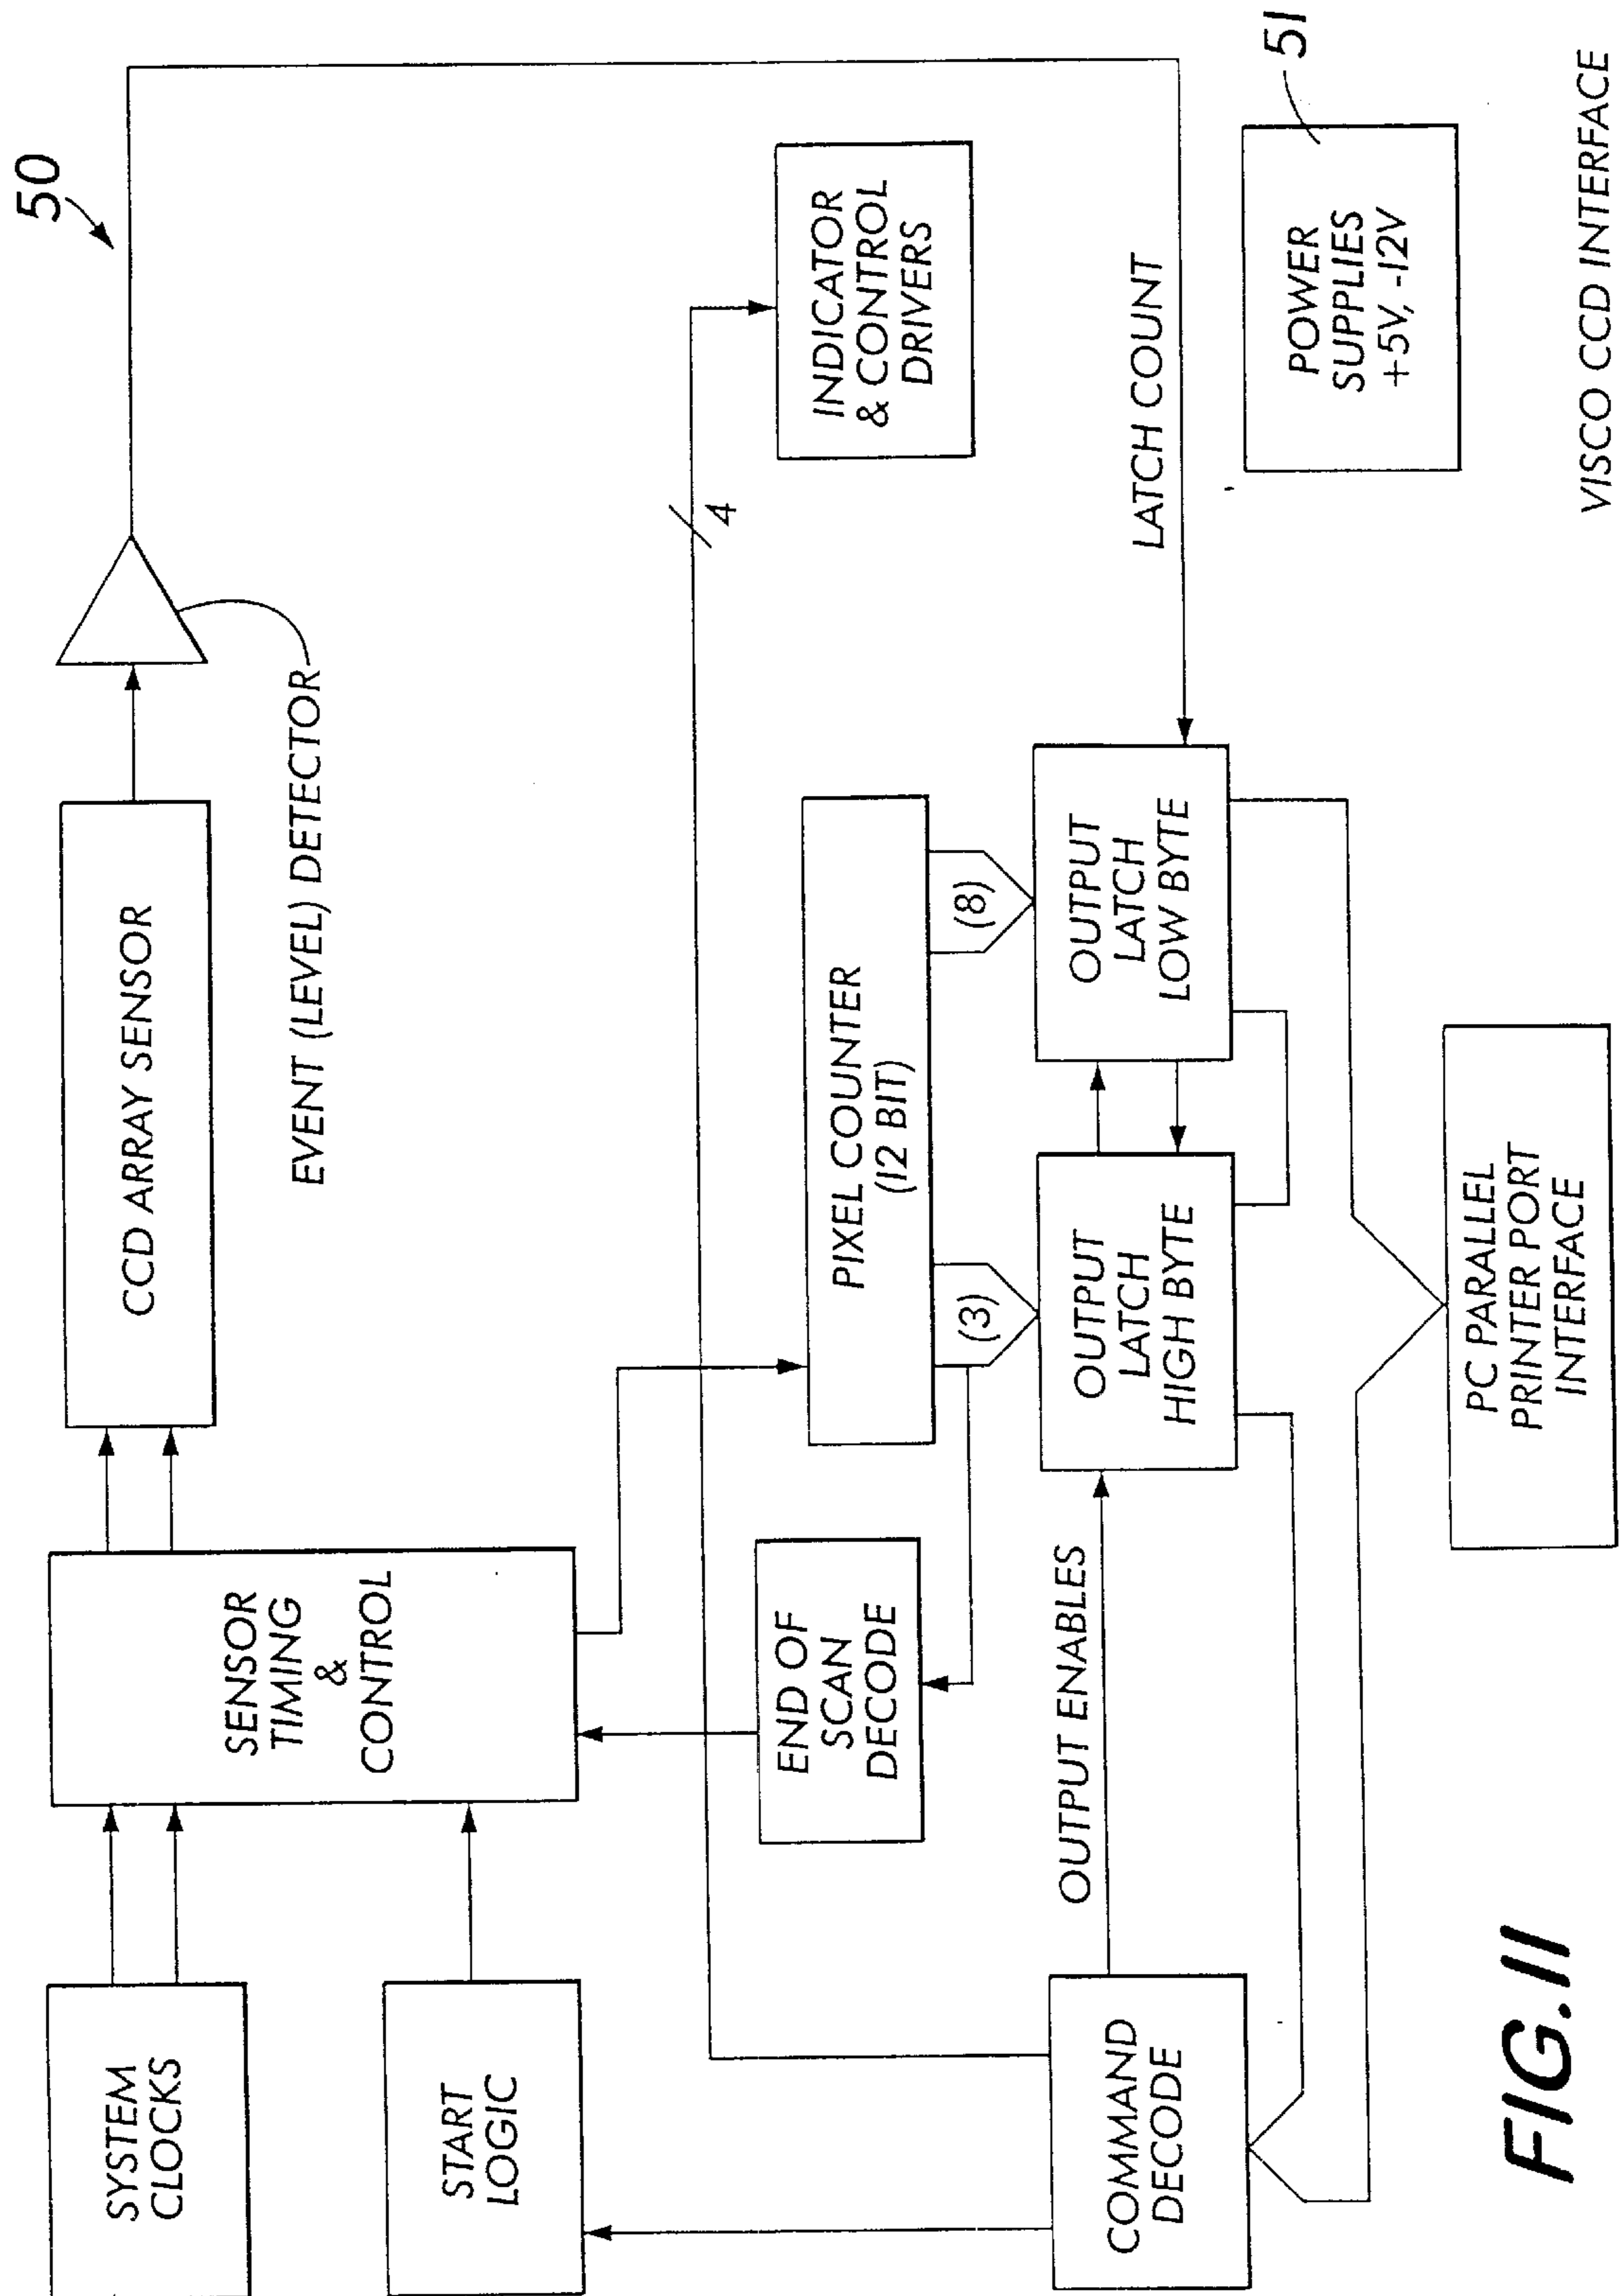 50
SYSTEM
CLOCKS
SENSOR
TIMING
&
CONTROL
CCD ARRAY SENSOR
EVENT (LEVEL) DETECTOR
START
LOGIC
4
END OF
SCAN
DECODE
PIXEL COUNTER
(12 BIT)
INDICATOR
& CONTROL
DRIVERS
(3)
(8)
COMMAND
DECODE
OUTPUT ENABLES
OUTPUT
LATCH
HIGH BYTE
OUTPUT
LATCH
LOW BYTE
LATCH COUNT
POWER
SUPPLIES
+5V, -12V
51
PC PARALLEL
PRINTER PORT
INTERFACE
FIG. 11
VISCO CCD INTERFACE